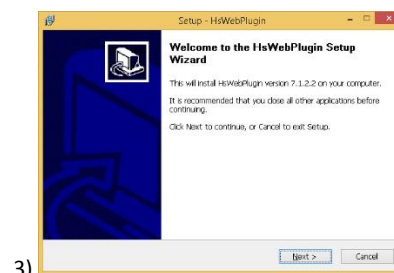 Setup - HsWebPlugin
Welcome to the HsWebPlugin Setup
Wizard
This will install HsWebPlugin version 7.1.2.2 on your computer.
It is recommended that you close all other applications before
continuing.
Click Next to continue, or Cancel to exit Setup.
Next >
Cancel
3)